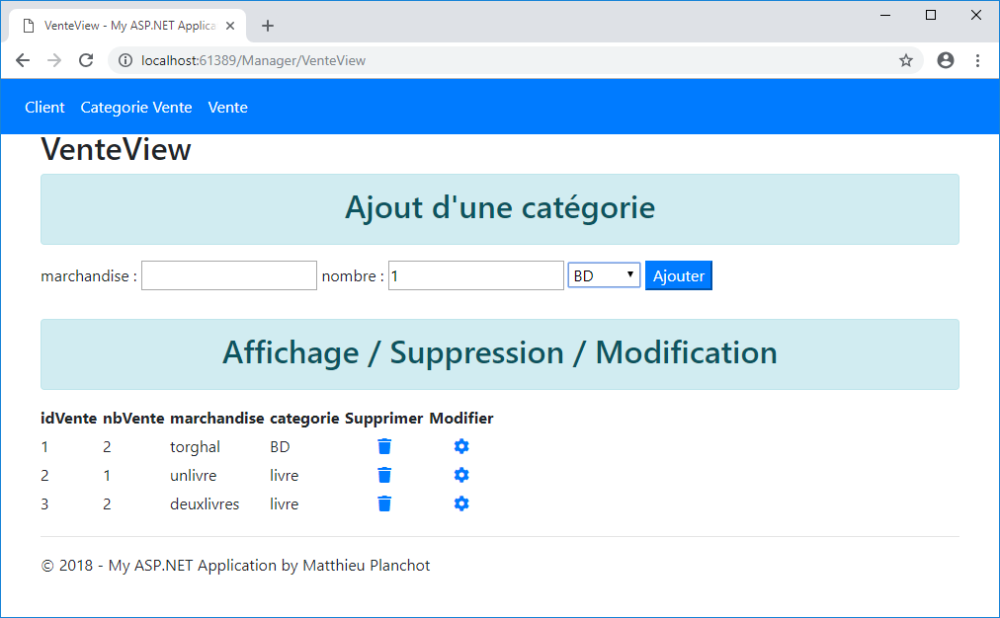 VenteView - My ASP.NET Applica
localhost:61389/Manager/VenteView
Client Categorie Vente Vente
VenteView
Ajout d'une catégorie
marchandise : nombre : 1 BD Ajouter
Affichage / Suppression / Modification
idVente nbVente marchandise categorie Supprimer Modifier
1 2 torghal BD
2 1 unlivre livre
3 2 deuxlivres livre
© 2018 - My ASP.NET Application by Matthieu Planchot